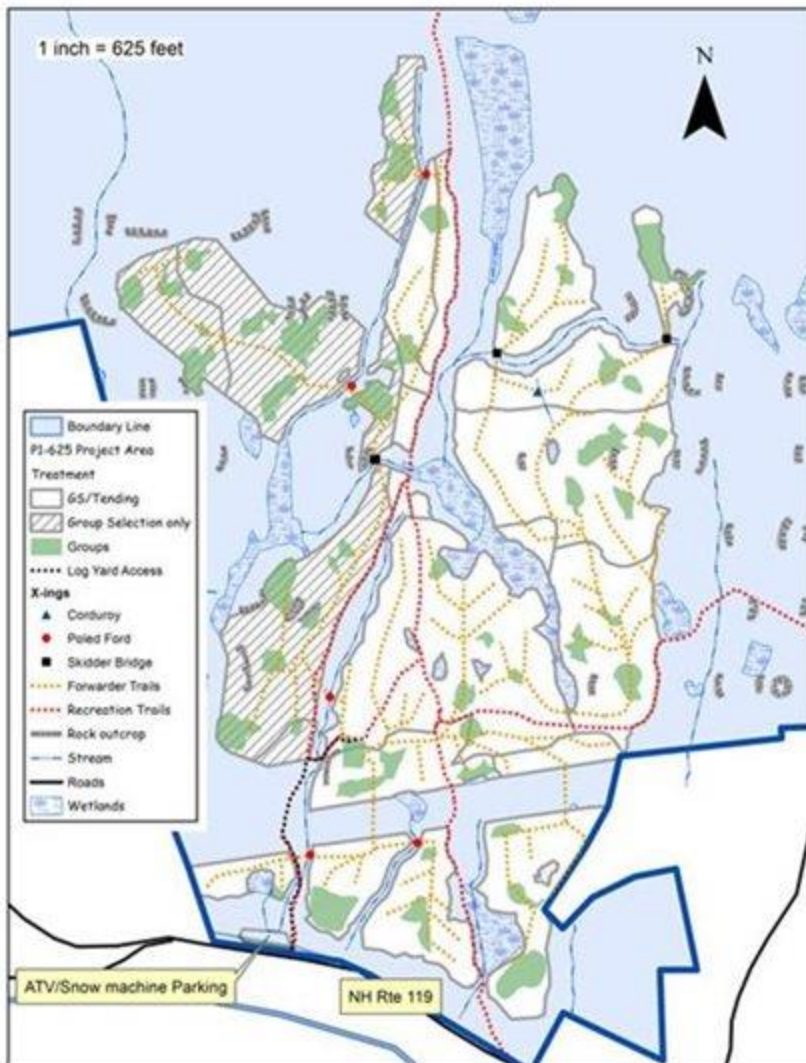 1 inch = 625 feet
N
Boundary Line
P1-625 Project Area
Treatment
GS/Tending
Group Selection only
Groups
Log Yard Access
X-ings
Corduroy
Poled Ford
Skidder Bridge
Forwarder Trails
Recreation Trails
Rock outcrop
Stream
Roads
Wetlands
ATV/Snow machine Parking
NH Rte 119